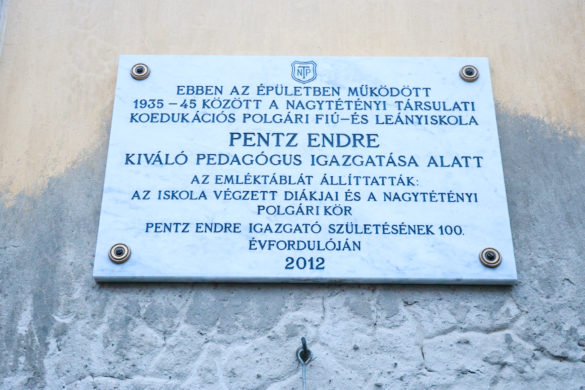 NTP
EBBEN AZ ÉPÜLETBEN MŰKÖDÖTT
1935-45 KÖZÖTT A NAGYTÉTÉNYI TÁRSULATI
KOEDUKÁCIÓS POLGÁRI FIÚ-ÉS LEÁNYISKOLA
PENTZ ENDRE
KIVÁLÓ PEDAGÓGUS IGAZGATÁSA ALATT
AZ EMLÉKTÁBLÁT ÁLLÍTTATTÁK:
AZ ISKOLA VÉGZETT DIÁKJAI ÉS A NAGYTÉTÉNYI
POLGÁRI KÖR
PENTZ ENDRE IGAZGATÓ SZÜLETÉSÉNEK 100.
ÉVFORDULÓJÁN
2012